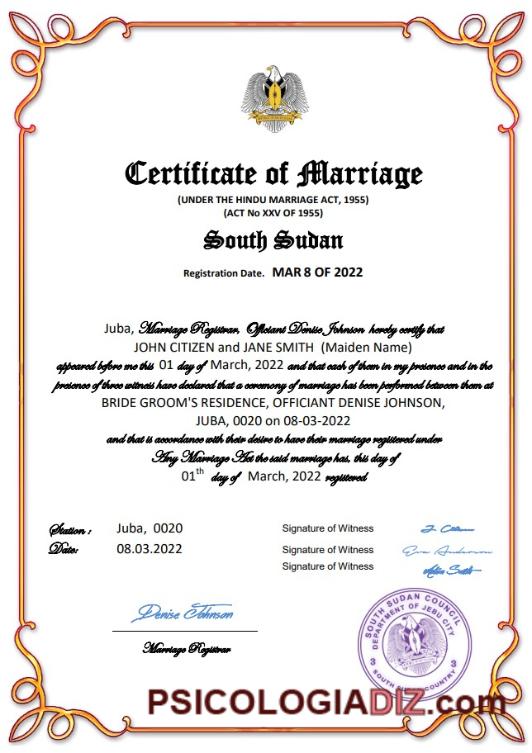 Certificate of Marriage
(UNDER THE HINDU MARRIAGE ACT, 1955)
(ACT No XXV OF 1955)
South Sudan
Registration Date. MAR 8 OF 2022
Juba, Marriage Registrar, Officiant Denise Johnson hereby certify that
JOHN CITIZEN and JANE SMITH (Maiden Name)
appeared before me this 01 day of March, 2022 and that each of them in my presence and in the
presence of three witness have declared that a ceremony of marriage has been performed between them at
BRIDE GROOM'S RESIDENCE, OFFICIANT DENISE JOHNSON,
JUBA, 0020 on 08-03-2022
and that is accordance with their desire to have their marriage registered under
Any Marriage Act the said marriage has, this day of
01th day of March, 2022 registered
Station : Juba, 0020
Date: 08.03.2022
Signature of Witness J. Citizen
Signature of Witness Eva Anderson
Signature of Witness
Denise Johnson
Marriage Registrar
SOUTH SUDAN COUNCIL
DEPARTMENT OF JEBU CITY
3 3
SOUTH SUDAN COUNTRY
PSICOLOGIADIZ.com